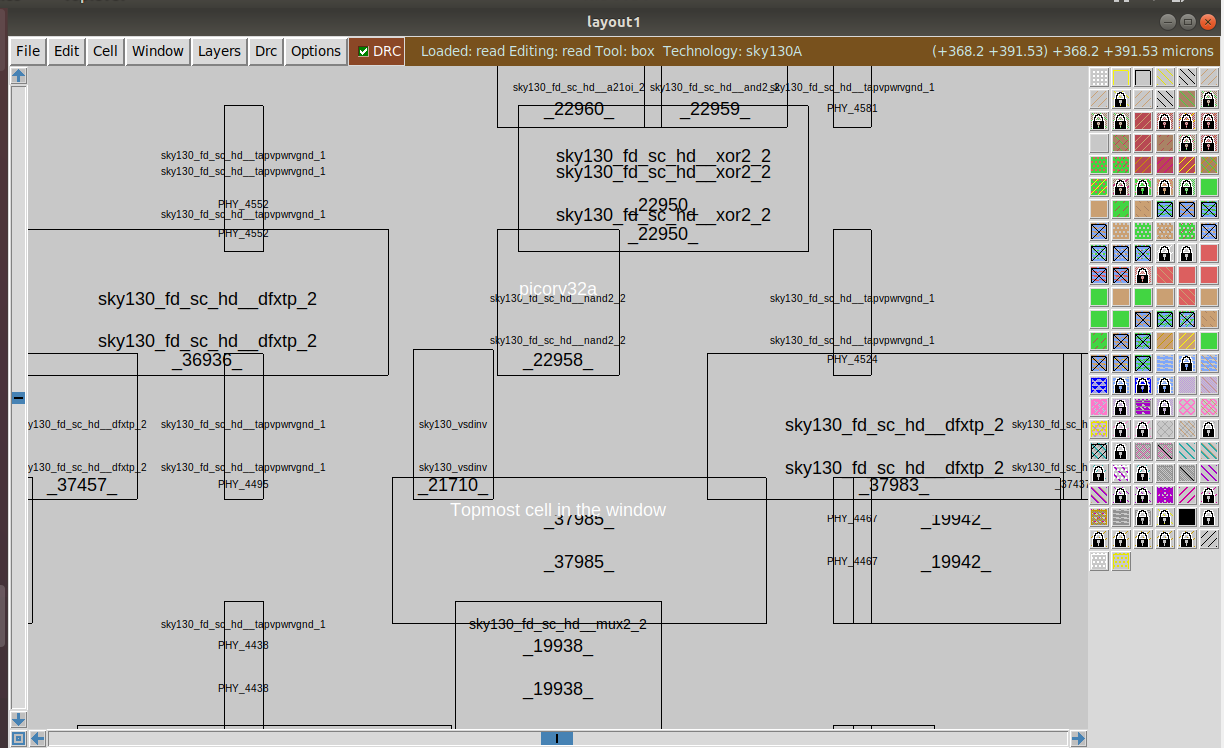 layout1
File Edit Cell Window Layers Drc Options DRC Loaded: read Editing: read Tool: box Technology: sky130A (+368.2 +391.53) +368.2 +391.53 microns
sky130_fd_sc_hd__a21oi_2 sky130_fd_sc_hd__and2_2 sky130_fd_sc_hd__tapvpwrvgnd_1
_22960_ _22959_ PHY_4581
sky130_fd_sc_hd__tapvpwrvgnd_1 sky130_fd_sc_hd__xor2_2
sky130_fd_sc_hd__tapvpwrvgnd_1 sky130_fd_sc_hd__xor2_2
PHY_4552 _22950_
sky130_fd_sc_hd__tapvpwrvgnd_1 sky130_fd_sc_hd__xor2_2
PHY_4552 _22950_
picorv32a
sky130_fd_sc_hd__dfxtp_2 sky130_fd_sc_hd__nand2_2 sky130_fd_sc_hd__tapvpwrvgnd_1
sky130_fd_sc_hd__dfxtp_2 sky130_fd_sc_hd__nand2_2 sky130_fd_sc_hd__tapvpwrvgnd_1
_36936_ _22958_ PHY_4524
y130_fd_sc_hd__dfxtp_2 sky130_fd_sc_hd__tapvpwrvgnd_1 sky130_vsdinv sky130_fd_sc_hd__dfxtp_2 sky130_fd_sc_h
y130_fd_sc_hd__dfxtp_2 sky130_fd_sc_hd__tapvpwrvgnd_1 sky130_vsdinv sky130_fd_sc_hd__dfxtp_2 sky130_fd_sc_h
_37457_ PHY_4495 _21710_ _37983_ _37437
Topmost cell in the window
_37985_ PHY_4467 _19942_
_37985_ PHY_4467 _19942_
sky130_fd_sc_hd__tapvpwrvgnd_1 sky130_fd_sc_hd__mux2_2
PHY_4438 _19938_
PHY_4438 _19938_